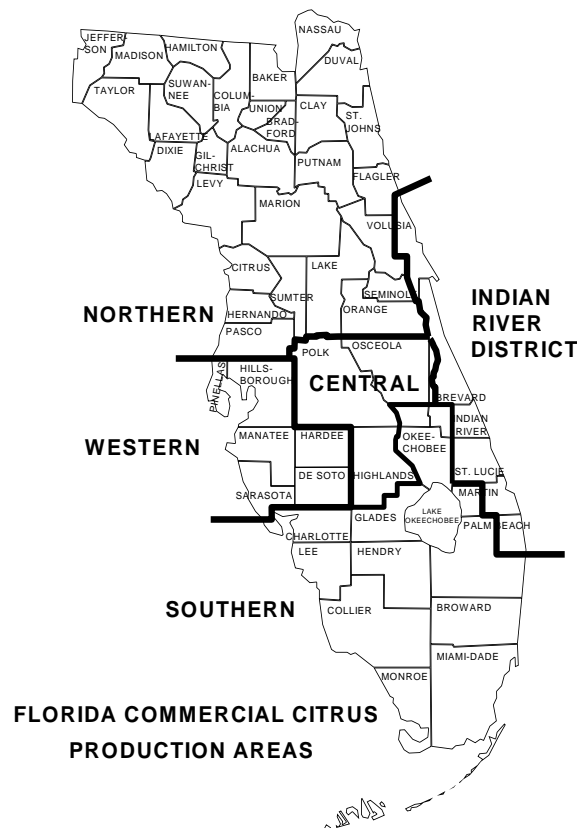 NASSAU
JEFFER-
SON
HAMILTON
MADISON
DUVAL
BAKER
TAYLOR
SUWAN-
NEE
COLUM-
BIA
UNION
BRAD-
FORD
CLAY
ST.
JOHNS
LAFAYETTE
DIXIE
GIL-
CHRIST
ALACHUA
PUTNAM
FLAGLER
LEVY
MARION
VOLUSIA
CITRUS
LAKE
SUMTER
SEMINOLE
ORANGE
HERNANDO
PASCO
NORTHERN
INDIAN
RIVER
DISTRICT
POLK
OSCEOLA
HILLS-
BOROUGH
PINELLAS
CENTRAL
BREVARD
INDIAN
RIVER
WESTERN
MANATEE
HARDEE
OKEE-
CHOBEE
DE SOTO
HIGHLANDS
ST. LUCIE
SARASOTA
MARTIN
GLADES
LAKE
OKEECHOBEE
PALM BEACH
CHARLOTTE
LEE
HENDRY
SOUTHERN
COLLIER
BROWARD
MIAMI-DADE
MONROE
FLORIDA COMMERCIAL CITRUS
PRODUCTION AREAS